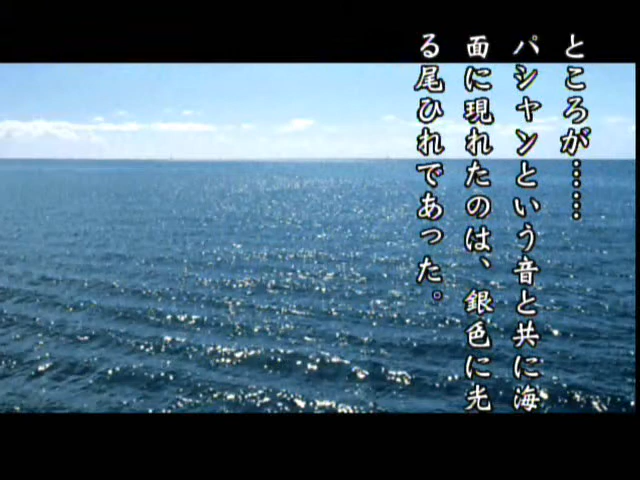 ところが……
パシャンという音と共に海
面に現れたのは、銀色に光
る尾ひれであった。